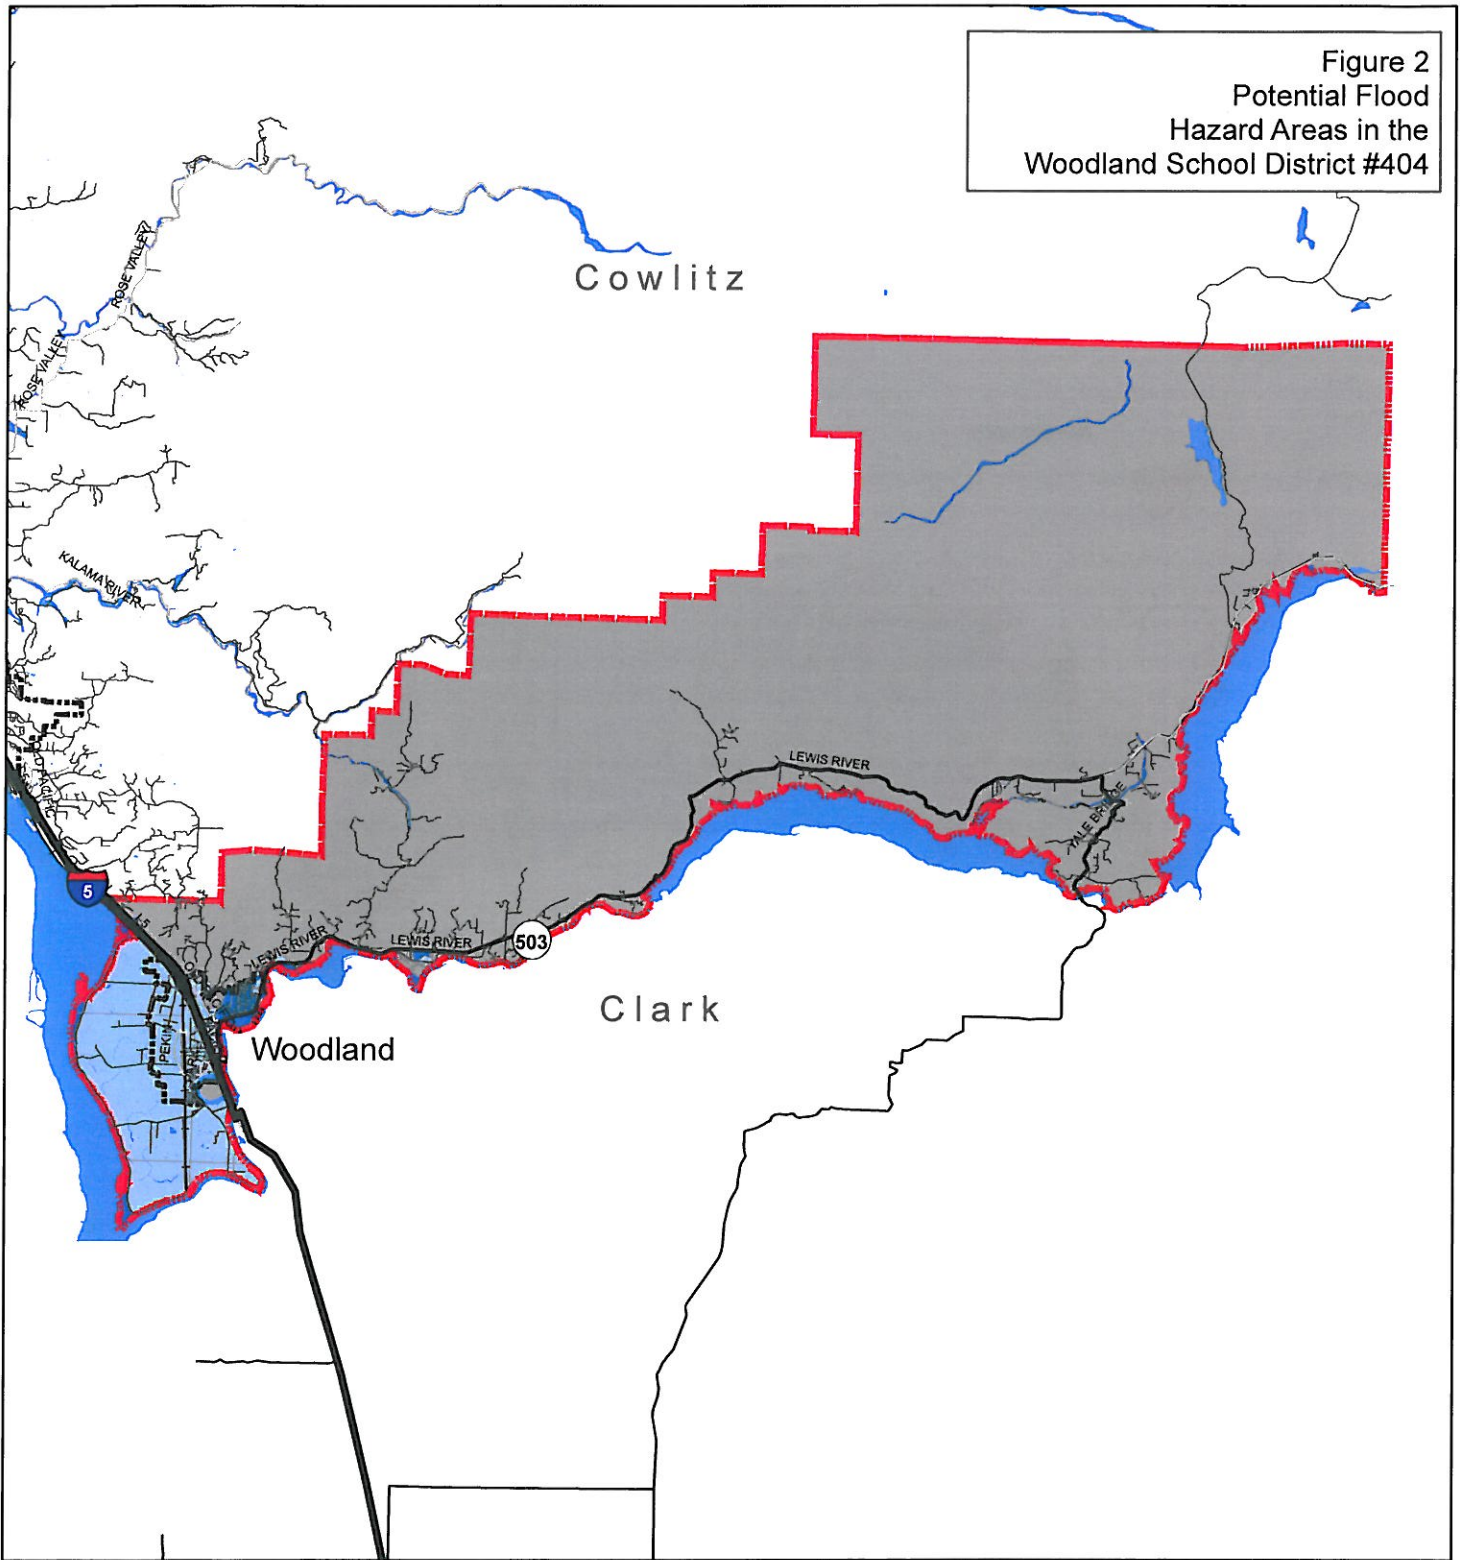 Figure 2
Potential Flood
Hazard Areas in the
Woodland School District #404
Cowlitz
ROSE VALLEY
ROSE VALLEY
KALAMA RIVER
LEWIS RIVER
YALE BRIDGE
5
I-5
LEWIS RIVER
LEWIS RIVER
503
Clark
Woodland
PEKIN